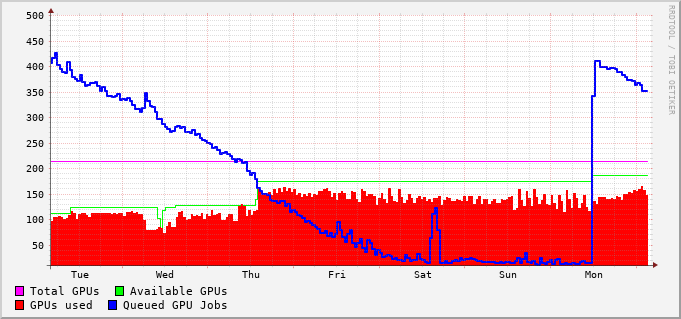 500
450
400
350
300
250
200
150
100
50
Tue Wed Thu Fri Sat Sun Mon
Total GPUs Available GPUs
GPUs used Queued GPU Jobs
RRDTOOL / TOBI OETIKER